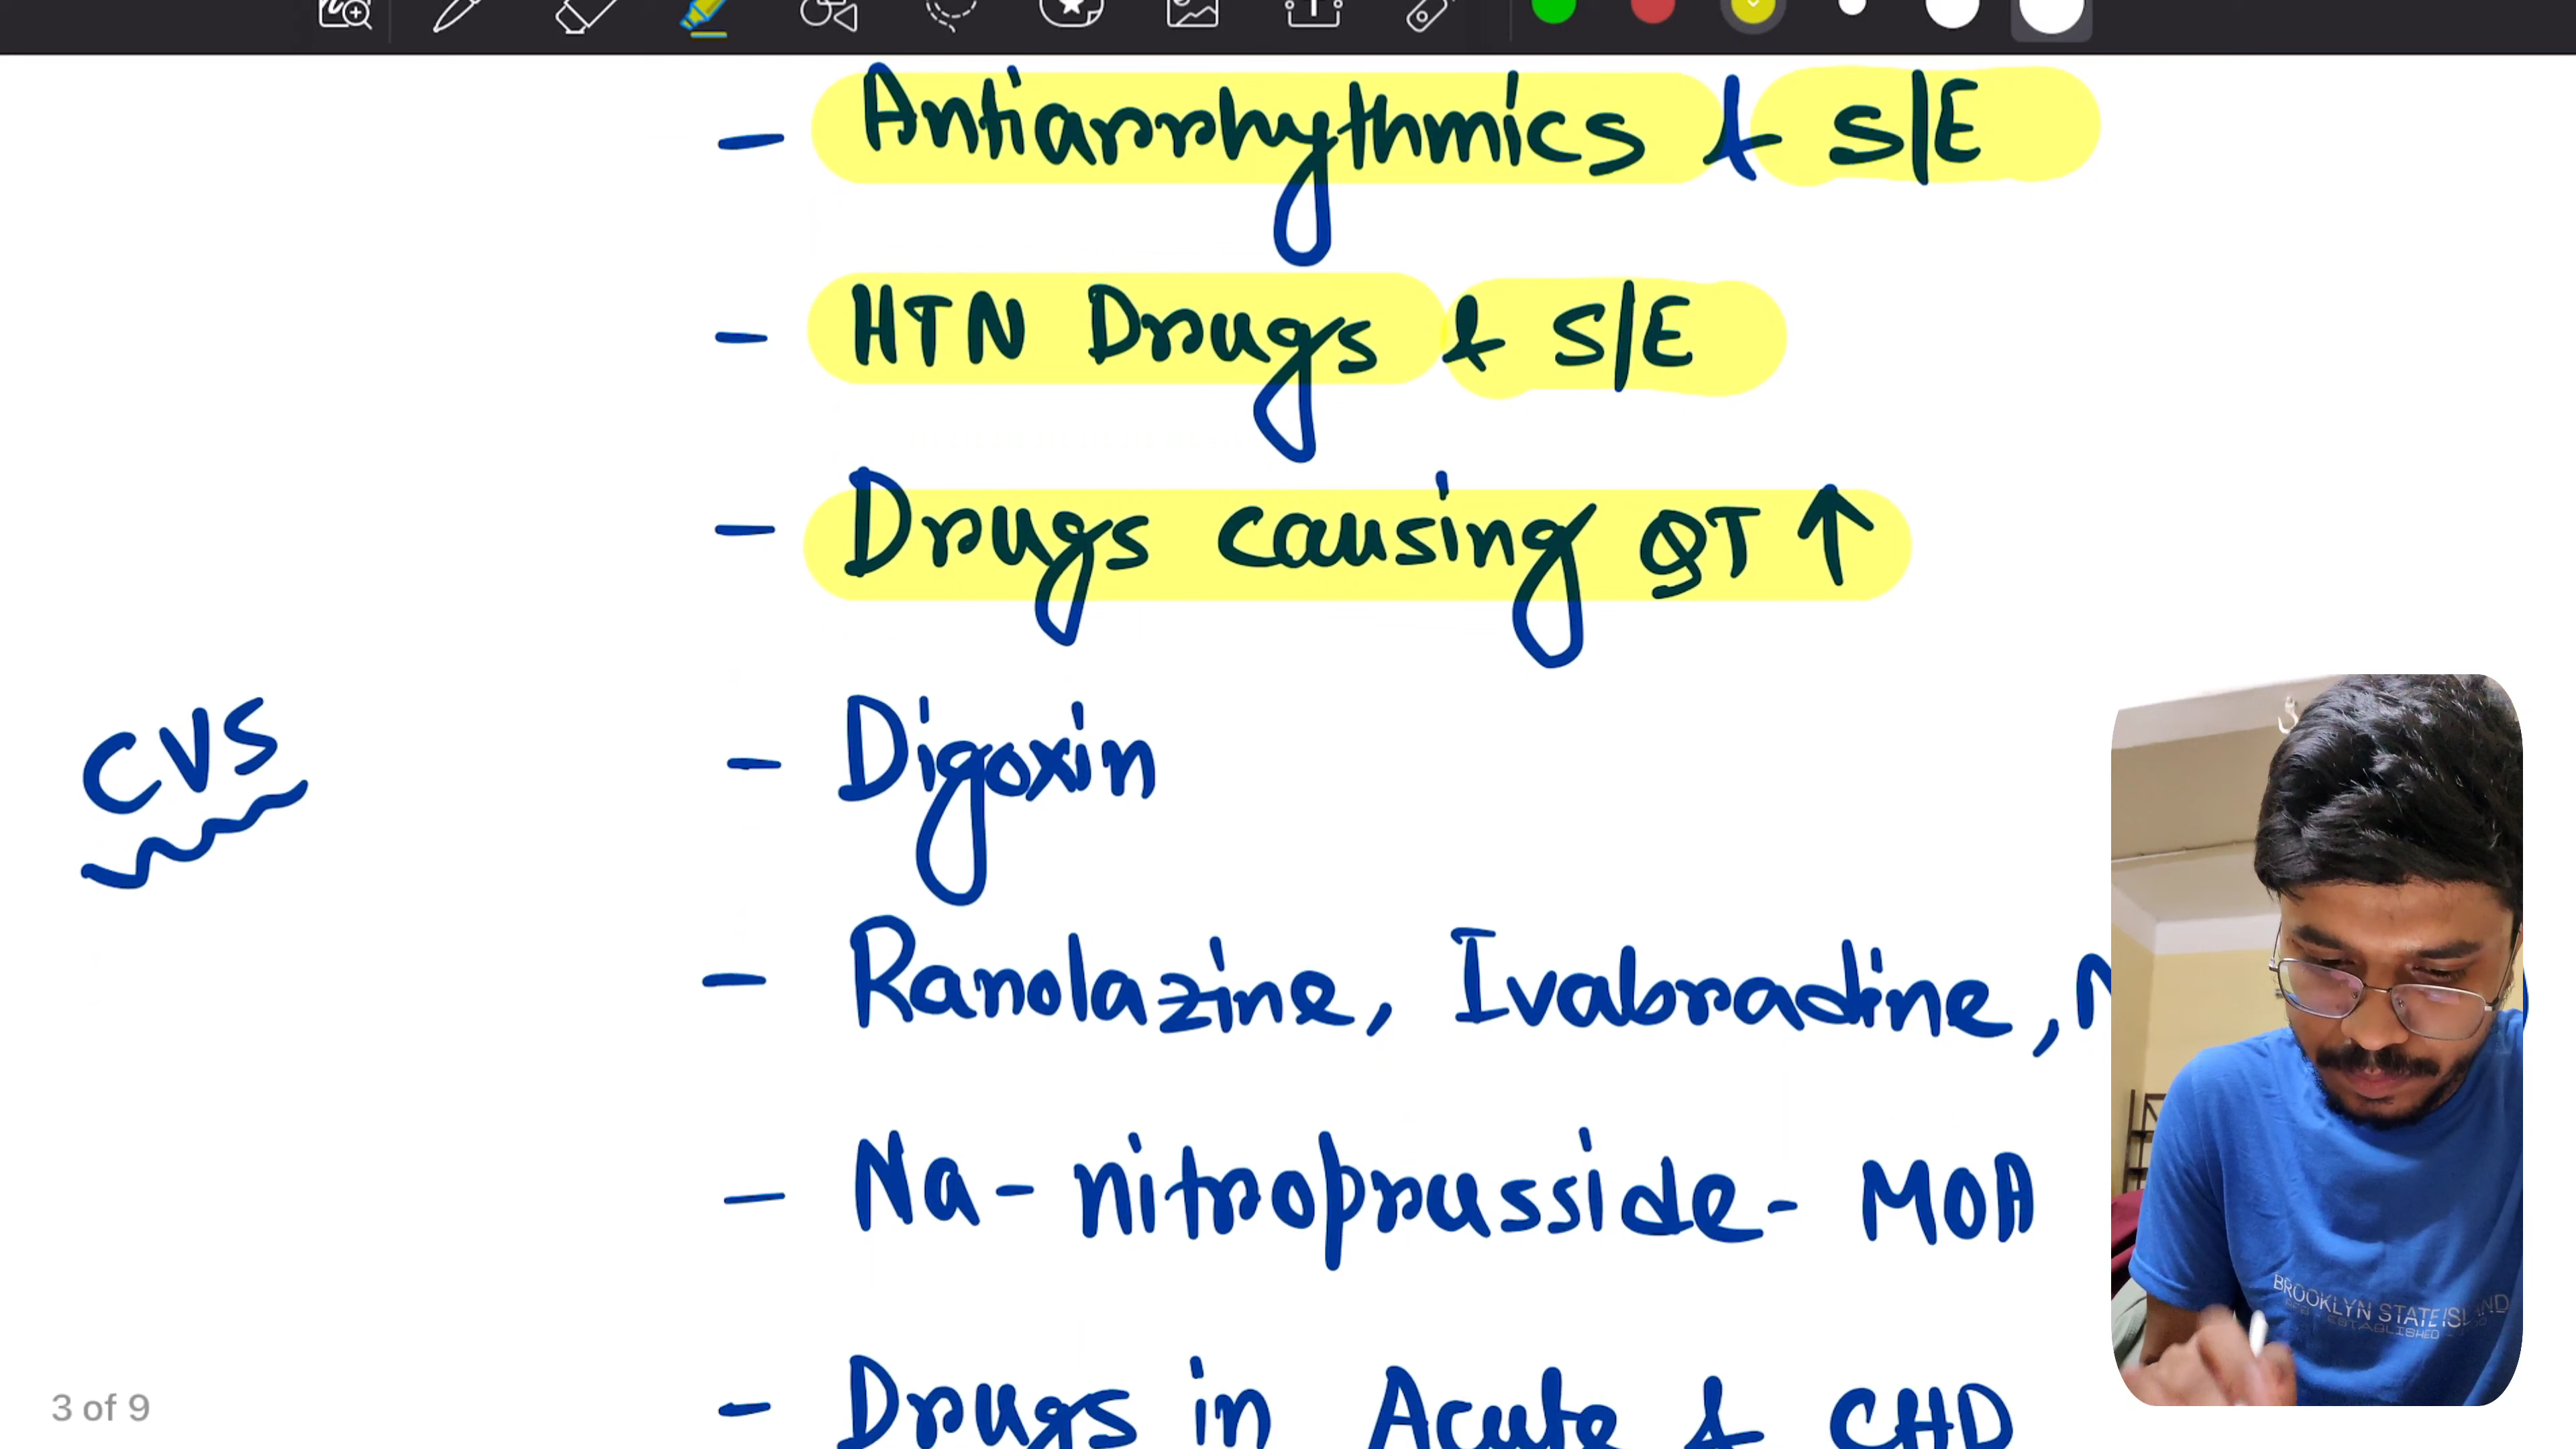 - Antiarrhythmics & S/E
- HTN Drugs & S/E
- Drugs causing QT ↑
CVS
- Digoxin
- Ranolazine, Ivabradine, N
- Na-nitroprusside- MOA
- Drugs in Acute & CHD
BROOKLYN STATE ISLAND
ESTABLISHED
3 of 9